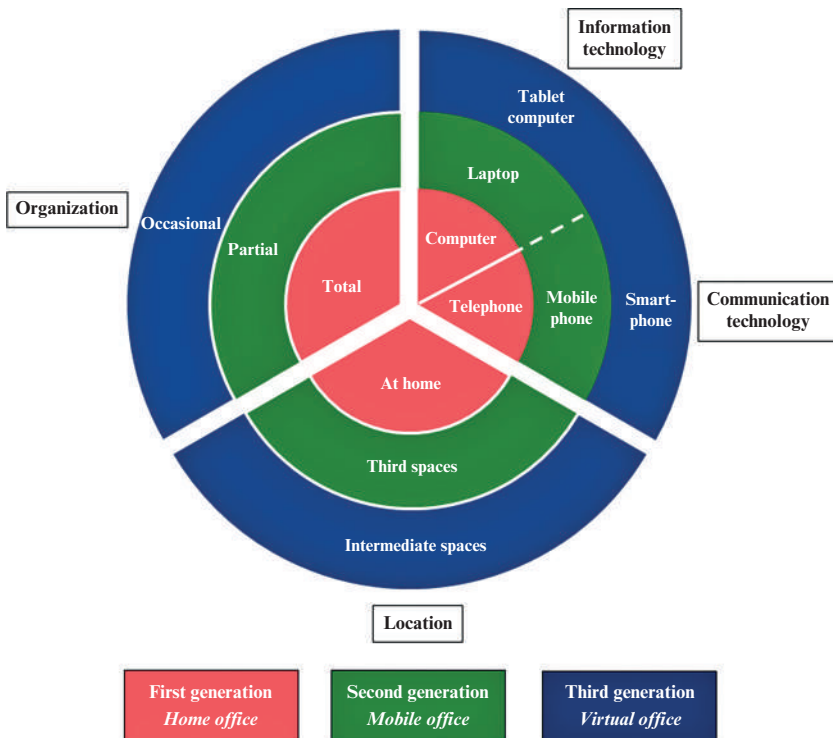 Information
technology
Tablet
computer
Laptop
Organization
Occasional
Partial
Computer
Total
Telephone
Mobile
phone
Smart-
phone
Communication
technology
At home
Third spaces
Intermediate spaces
Location
First generation
Home office
Second generation
Mobile office
Third generation
Virtual office